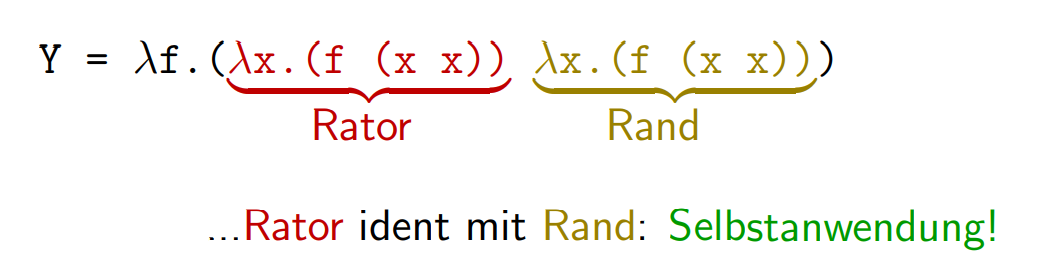 Y = λf.(λx.(f (x x)) λx.(f (x x)))
Rator Rand
...Rator ident mit Rand: Selbstanwendung!